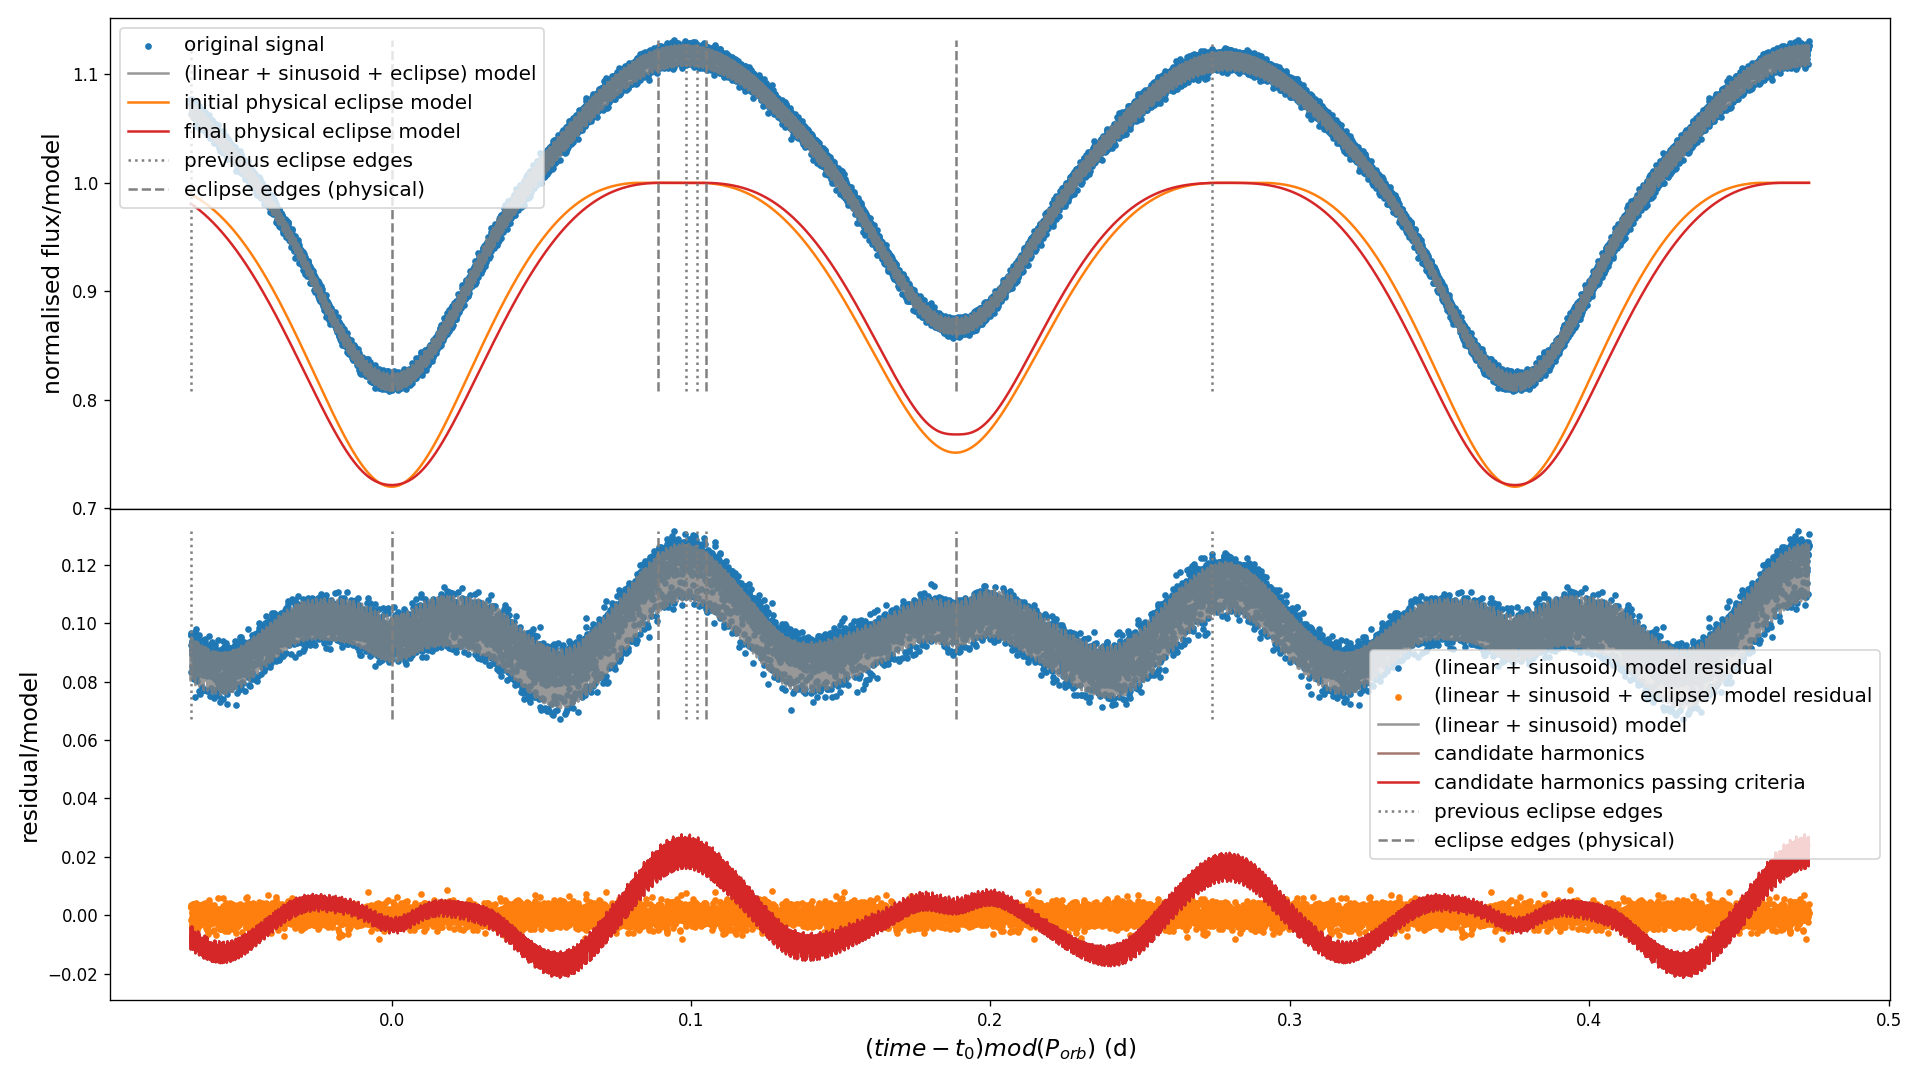 original signal
(linear + sinusoid + eclipse) model
initial physical eclipse model
final physical eclipse model
previous eclipse edges
eclipse edges (physical)
normalised flux/model
1.1
1.0
0.9
0.8
0.7
(linear + sinusoid) model residual
(linear + sinusoid + eclipse) model residual
(linear + sinusoid) model
candidate harmonics
candidate harmonics passing criteria
previous eclipse edges
eclipse edges (physical)
residual/model
0.12
0.10
0.08
0.06
0.04
0.02
0.00
−0.02
0.0 0.1 0.2 0.3 0.4 0.5
(time − t₀)mod(P_orb) (d)